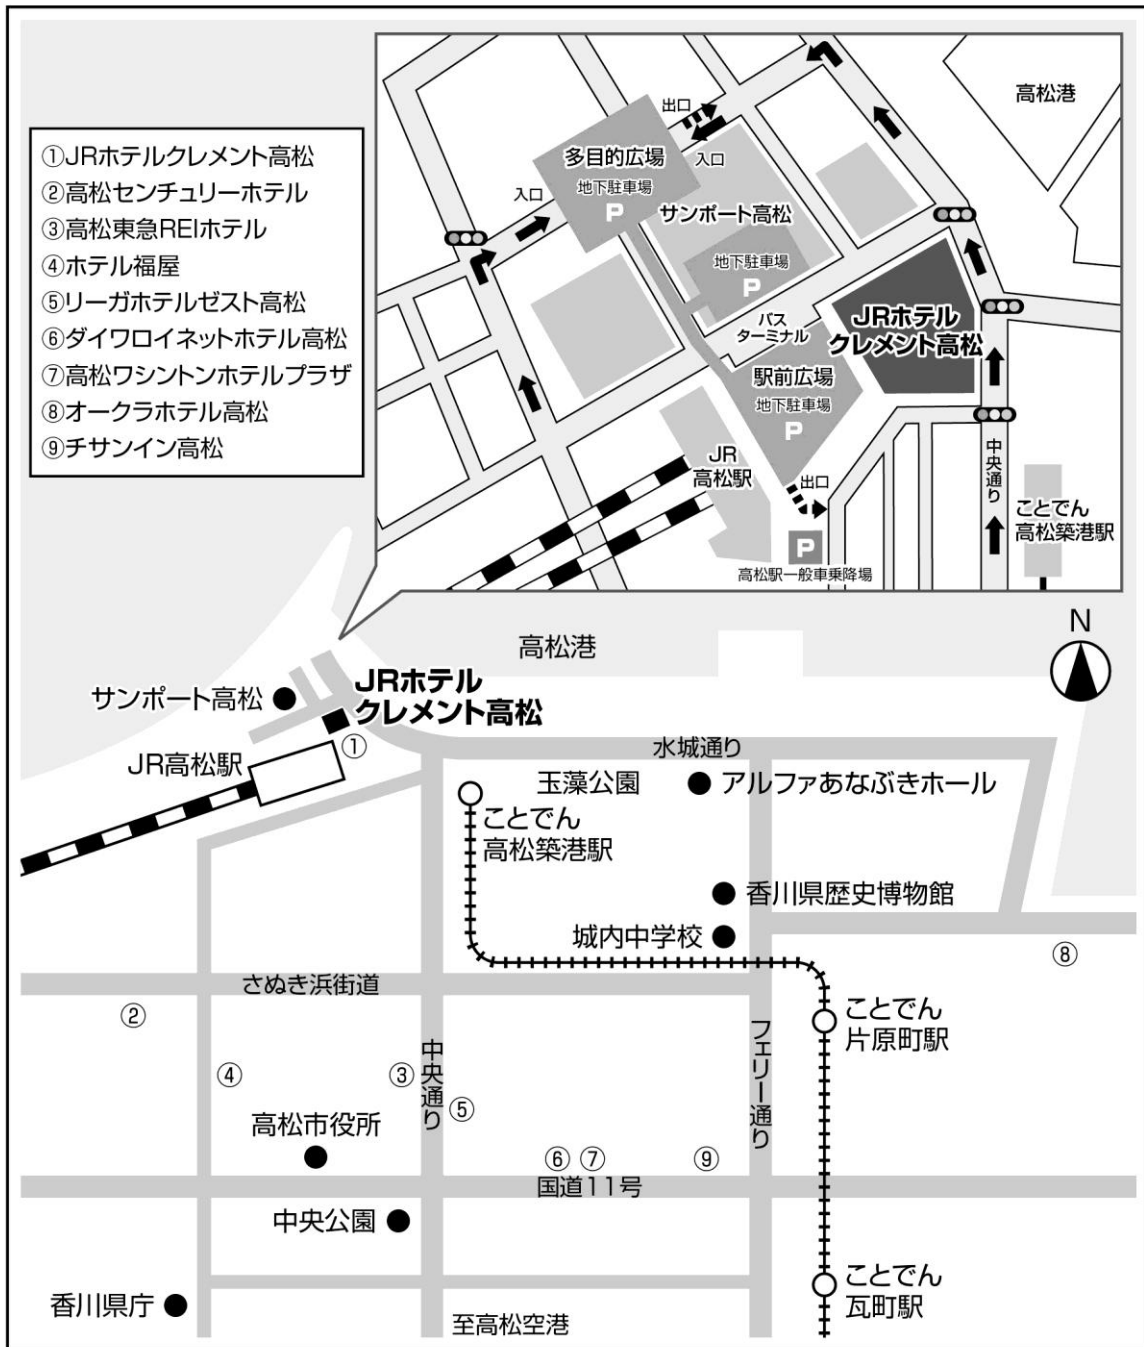 ①JRホテルクレメント高松
②高松センチュリーホテル
③高松東急REIホテル
④ホテル福屋
⑤リーガホテルゼスト高松
⑥ダイワロイネットホテル高松
⑦高松ワシントンホテルプラザ
⑧オークラホテル高松
⑨チサンイン高松
高松港
出口
入口
多目的広場
地下駐車場
P
入口
サンポート高松
地下駐車場
P
バス
ターミナル
JRホテル
クレメント高松
駅前広場
地下駐車場
P
JR
高松駅
出口
P
高松駅一般車乗降場
中央通り
ことでん
高松築港駅
N
高松港
サンポート高松
JRホテル
クレメント高松
①
JR高松駅
水城通り
玉藻公園
アルファあなぶきホール
ことでん
高松築港駅
香川県歴史博物館
城内中学校
⑧
さぬき浜街道
②
ことでん
片原町駅
フェリー通り
中央通り
④
③
⑤
高松市役所
⑥
⑦
⑨
国道11号
中央公園
香川県庁
ことでん
瓦町駅
至高松空港